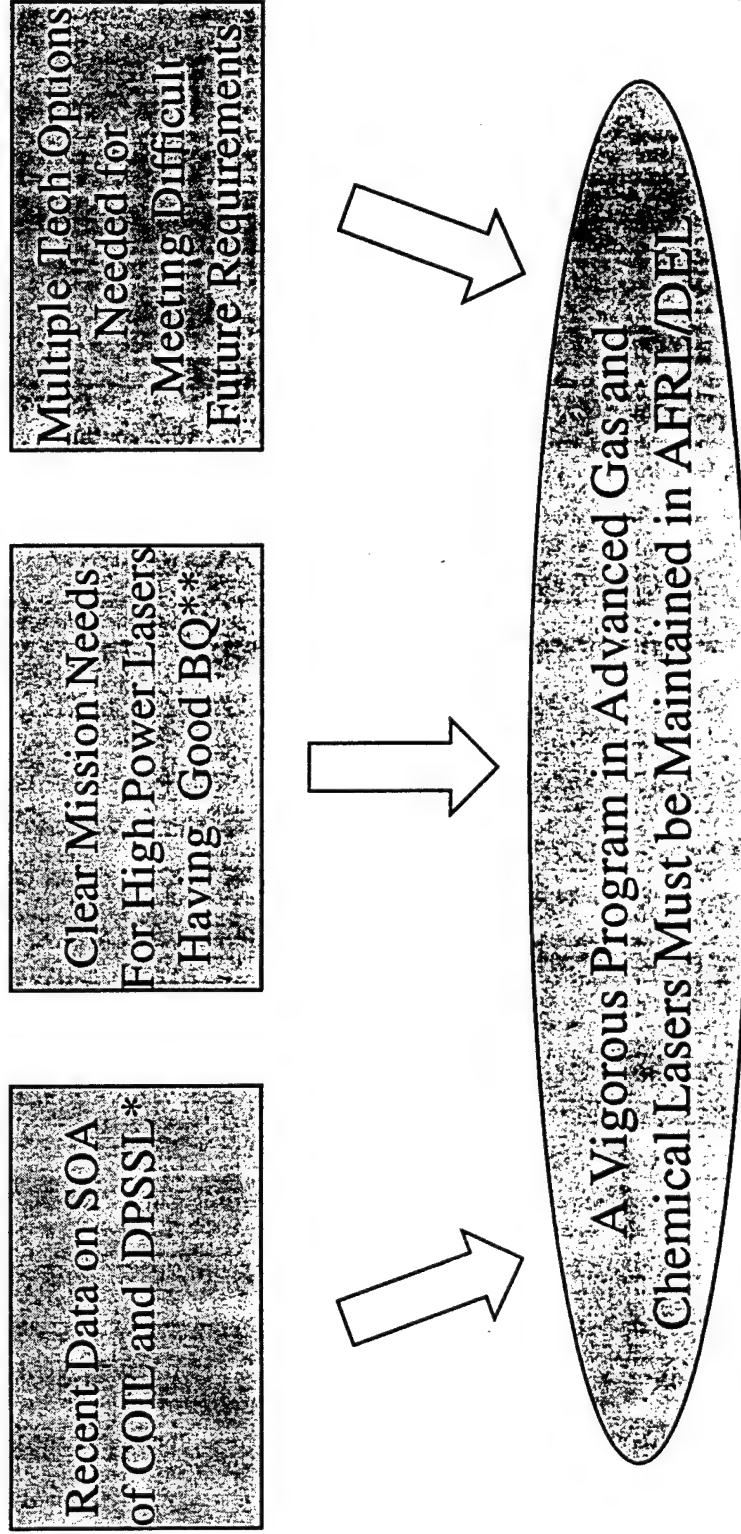 Recent Data on SOA
of COIL and DPSSL*
Clear Mission Needs
For High Power Lasers
Having Good BQ**
Multiple Tech Options
Needed for
Meeting Difficult
Future Requirements
A Vigorous Program in Advanced Gas and
Chemical Lasers Must be Maintained in AFRL/DEL